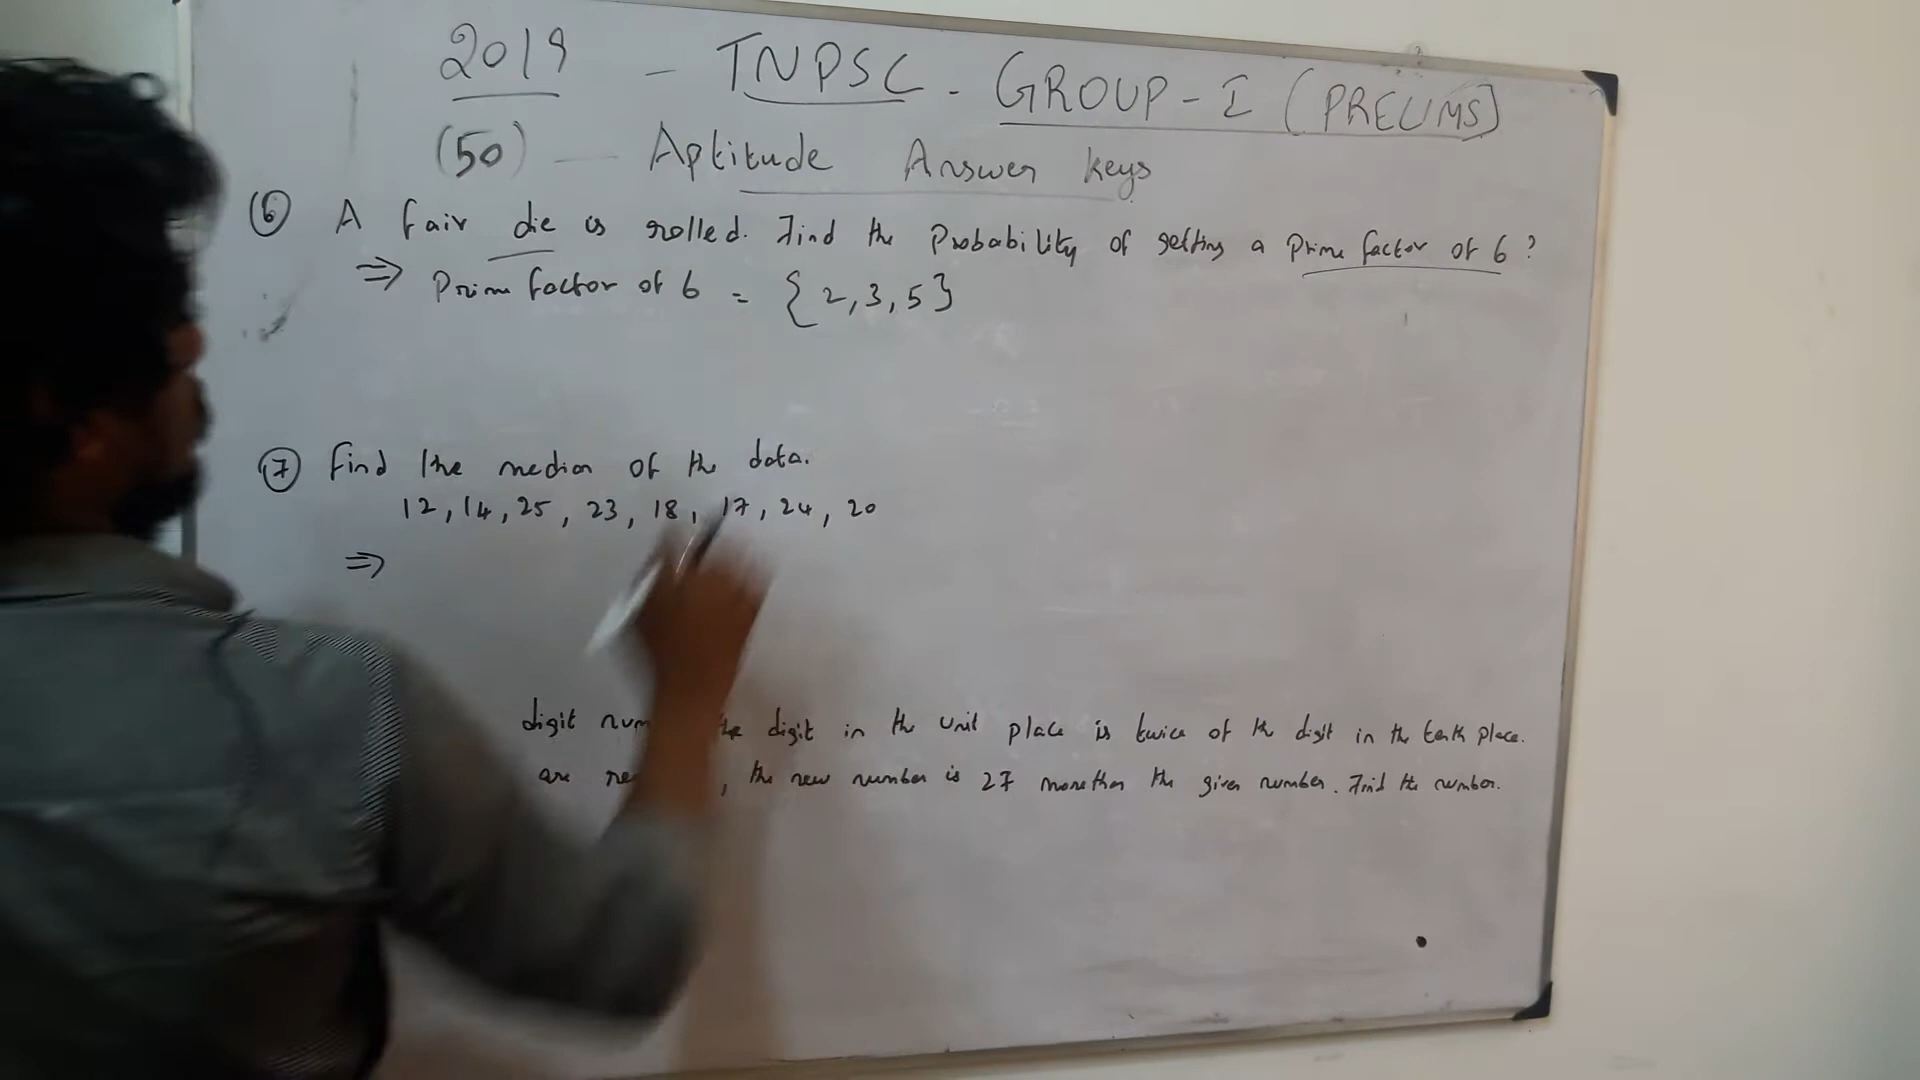 2019 - TNPSC - GROUP - I (PRELIMS)
(50) - Aptitude Answer keys
(6) A fair die is rolled. Find the Probability of getting a Prime factor of 6?
⇒ Prime factor of 6 = {2,3,5}
(7) Find the median of the data.
12, 14, 25, 23, 18, 17, 24, 20
⇒
digit the digit in the unit place is twice of the digit in the tenth place.
are , the new number is 27 more than the given number. Find the number.